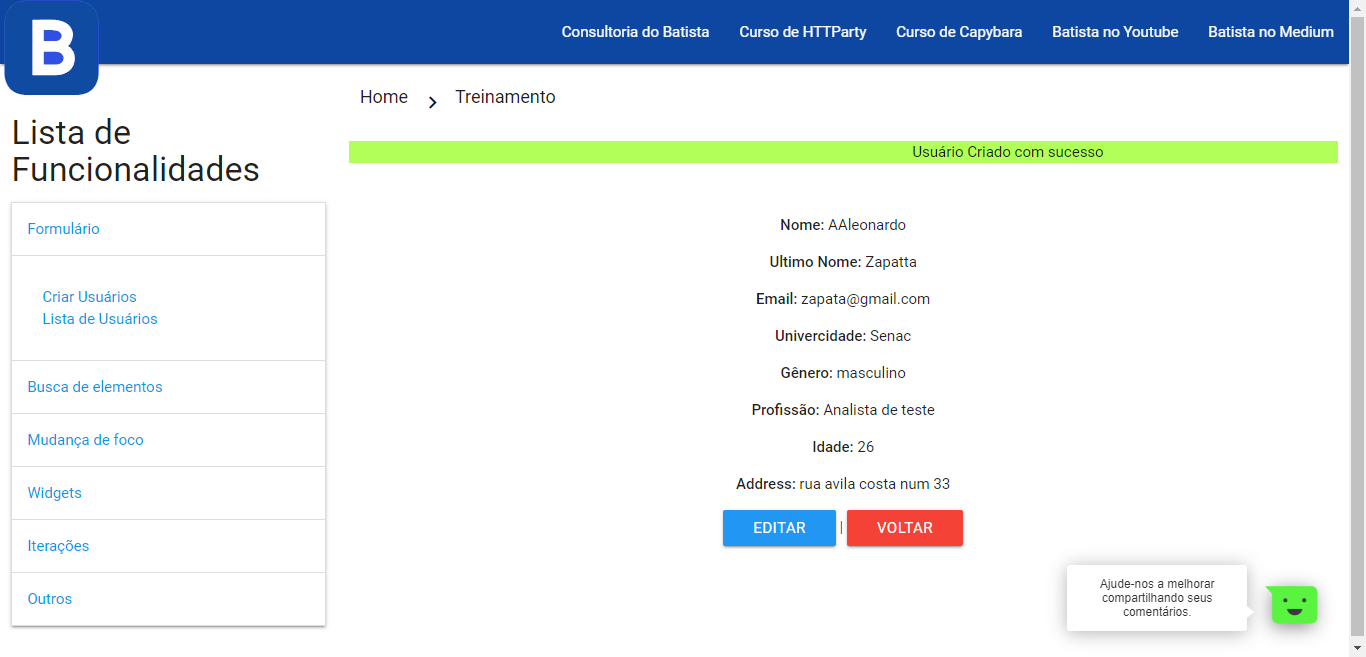 B
Consultoria do Batista
Curso de HTTParty
Curso de Capybara
Batista no Youtube
Batista no Medium
Home
Treinamento
Lista de
Funcionalidades
Formulário
Criar Usuários
Lista de Usuários
Busca de elementos
Mudança de foco
Widgets
Iterações
Outros
Usuário Criado com sucesso
Nome: AAleonardo
Ultimo Nome: Zapatta
Email: zapata@gmail.com
Univercidade: Senac
Gênero: masculino
Profissão: Analista de teste
Idade: 26
Address: rua avila costa num 33
EDITAR | VOLTAR
Ajude-nos a melhorar
compartilhando seus
comentários.